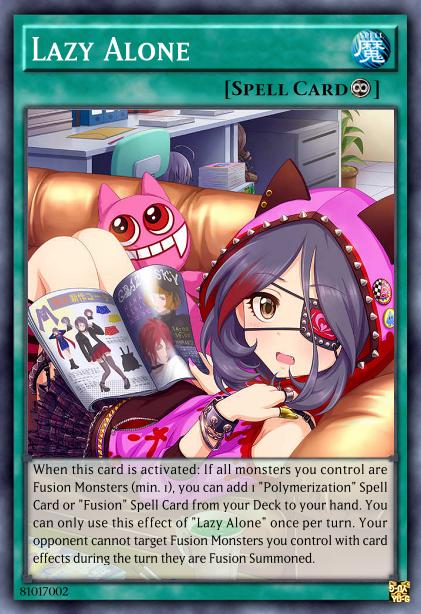 Lazy Alone
SPELL
魔
[Spell Card]
When this card is activated: If all monsters you control are
Fusion Monsters (min. 1), you can add 1 "Polymerization" Spell
Card or "Fusion" Spell Card from your Deck to your hand. You
can only use this effect of "Lazy Alone" once per turn. Your
opponent cannot target Fusion Monsters you control with card
effects during the turn they are Fusion Summoned.
81017002